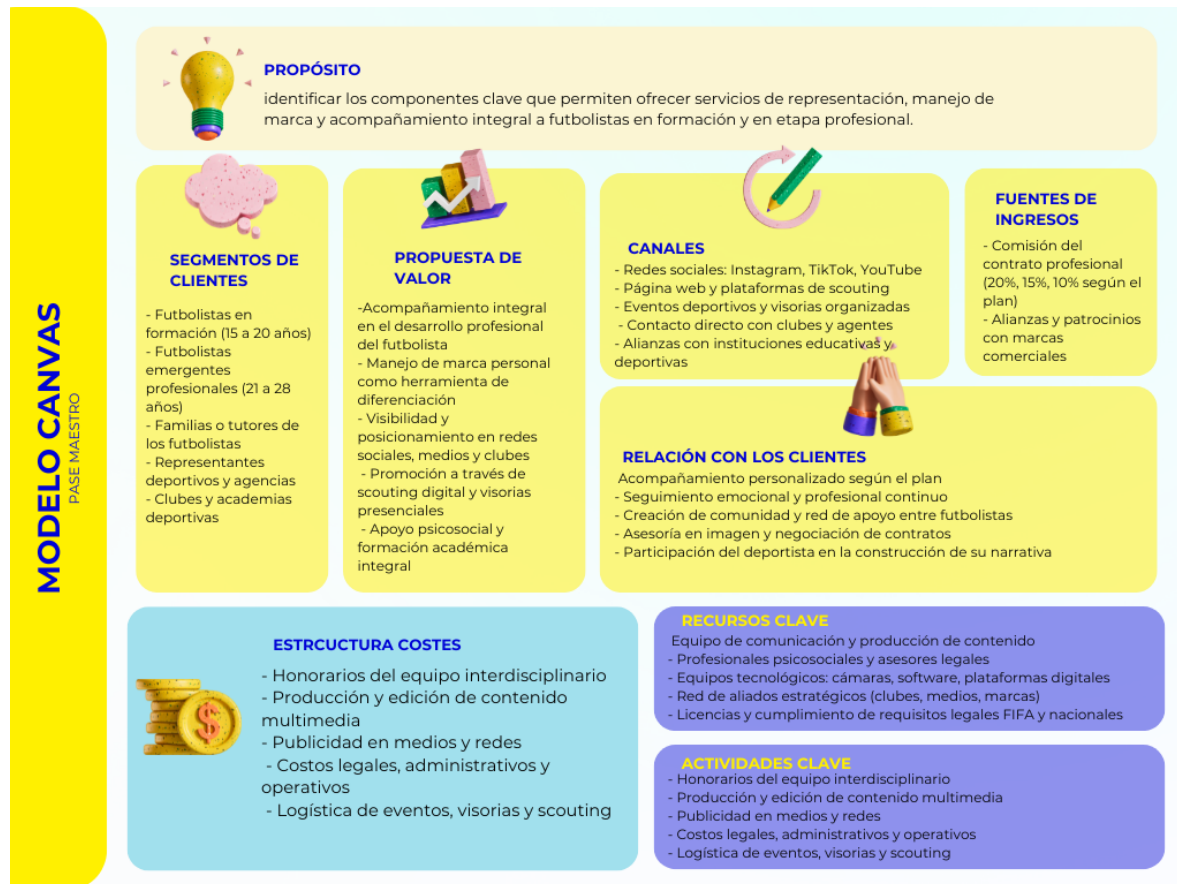 MODELO CANVAS
PASE MAESTRO
PROPÓSITO
identificar los componentes clave que permiten ofrecer servicios de representación, manejo de
marca y acompañamiento integral a futbolistas en formación y en etapa profesional.
SEGMENTOS DE
CLIENTES
- Futbolistas en
formación (15 a 20 años)
- Futbolistas
emergentes
profesionales (21 a 28
años)
- Familias o tutores de
los futbolistas
- Representantes
deportivos y agencias
- Clubes y academias
deportivas
PROPUESTA DE
VALOR
-Acompañamiento integral
en el desarrollo profesional
del futbolista
- Manejo de marca personal
como herramienta de
diferenciación
- Visibilidad y
posicionamiento en redes
sociales, medios y clubes
- Promoción a través de
scouting digital y visorias
presenciales
- Apoyo psicosocial y
formación académica
integral
CANALES
- Redes sociales: Instagram, TikTok, YouTube
- Página web y plataformas de scouting
- Eventos deportivos y visorias organizadas
- Contacto directo con clubes y agentes
- Alianzas con instituciones educativas y
deportivas
FUENTES DE
INGRESOS
- Comisión del
contrato profesional
(20%, 15%, 10% según el
plan)
- Alianzas y patrocinios
con marcas
comerciales
RELACIÓN CON LOS CLIENTES
Acompañamiento personalizado según el plan
- Seguimiento emocional y profesional continuo
- Creación de comunidad y red de apoyo entre futbolistas
- Asesoría en imagen y negociación de contratos
- Participación del deportista en la construcción de su narrativa
ESTRCUCTURA COSTES
- Honorarios del equipo interdisciplinario
- Producción y edición de contenido
multimedia
- Publicidad en medios y redes
- Costos legales, administrativos y
operativos
- Logística de eventos, visorias y scouting
$
RECURSOS CLAVE
Equipo de comunicación y producción de contenido
- Profesionales psicosociales y asesores legales
- Equipos tecnológicos: cámaras, software, plataformas digitales
- Red de aliados estratégicos (clubes, medios, marcas)
- Licencias y cumplimiento de requisitos legales FIFA y nacionales
ACTIVIDADES CLAVE
- Honorarios del equipo interdisciplinario
- Producción y edición de contenido multimedia
- Publicidad en medios y redes
- Costos legales, administrativos y operativos
- Logística de eventos, visorias y scouting